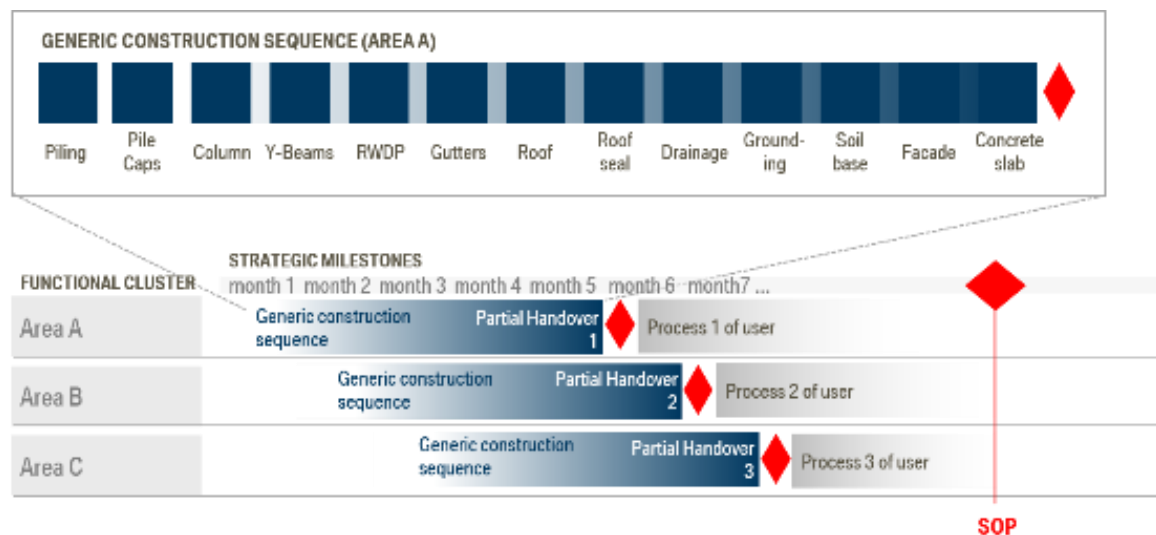 GENERIC CONSTRUCTION SEQUENCE (AREA A)
Piling
Pile
Caps
Column
Y-Beams
RWDP
Gutters
Roof
Roof
seal
Drainage
Ground-
ing
Soil
base
Facade
Concrete
slab
STRATEGIC MILESTONES
FUNCTIONAL CLUSTER
month 1 month 2 month 3 month 4 month 5 month 6 month7 ...
Area A
Generic construction
sequence
Partial Handover
1
Process 1 of user
Area B
Generic construction
sequence
Partial Handover
2
Process 2 of user
Area C
Generic construction
sequence
Partial Handover
3
Process 3 of user
SOP